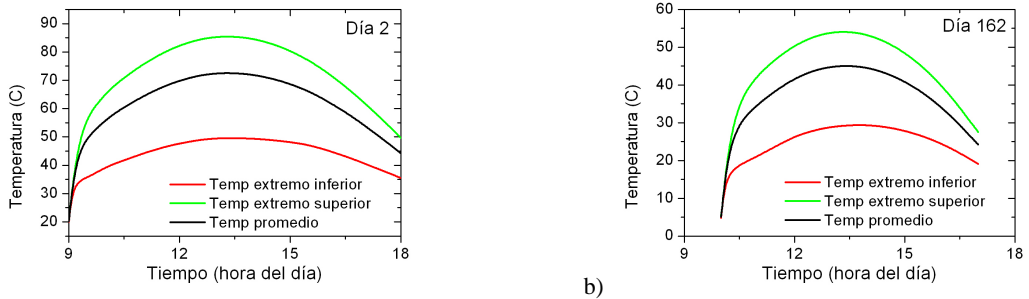 Día 2
Temperatura (C)
90
80
70
60
50
40
30
20
Temp extremo inferior
Temp extremo superior
Temp promedio
9
12
15
18
Tiempo (hora del día)
b)
Día 162
Temperatura (C)
60
50
40
30
20
10
0
Temp extremo inferior
Temp extremo superior
Temp promedio
9
12
15
18
Tiempo (hora del día)